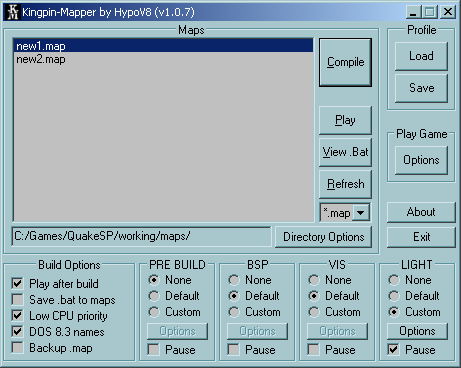 Kingpin-Mapper by HypoV8 (v1.0.7)
Maps
new1.map
new2.map
Compile
Play
View .Bat
Refresh
*.map
C:/Games/QuakeSP/working/maps/
Directory Options
Profile
Load
Save
Play Game
Options
About
Exit
Build Options
Play after build
Save .bat to maps
Low CPU priority
DOS 8.3 names
Backup .map
PRE BUILD
None
Default
Custom
Options
Pause
BSP
None
Default
Custom
Options
Pause
VIS
None
Default
Custom
Options
Pause
LIGHT
None
Default
Custom
Options
Pause